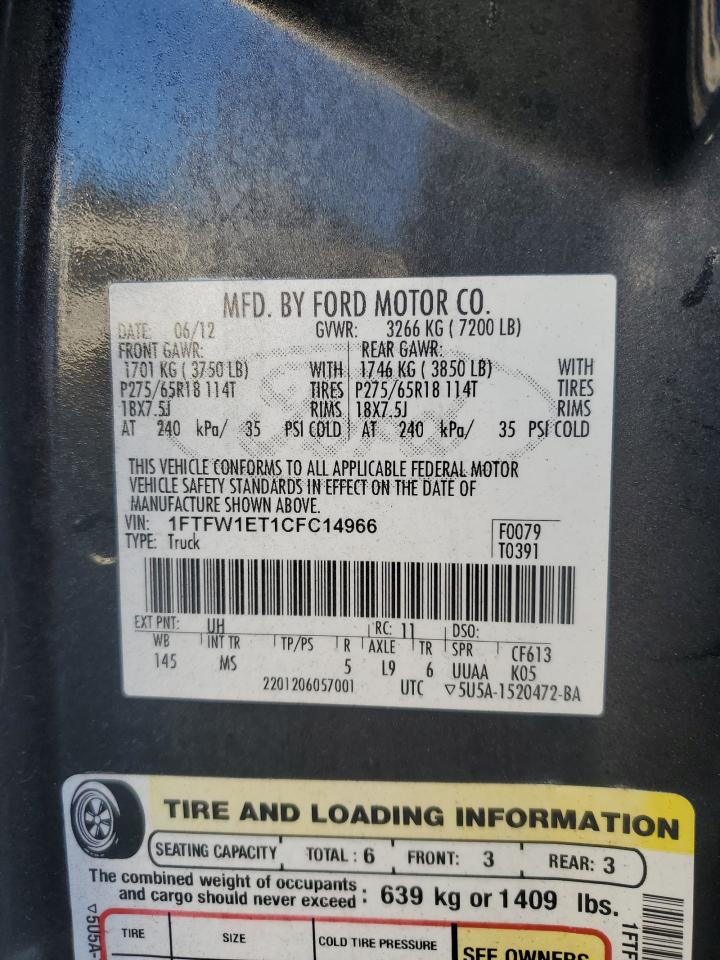 MFD. BY FORD MOTOR CO.
DATE: 06/12 GVWR: 3266 KG ( 7200 LB)
FRONT GAWR: REAR GAWR:
1701 KG ( 3750 LB) WITH 1746 KG ( 3850 LB) WITH
P275/65R18 114T TIRES P275/65R18 114T TIRES
18X7.5J RIMS 18X7.5J RIMS
AT 240 kPa/ 35 PSI COLD AT 240 kPa/ 35 PSI COLD
THIS VEHICLE CONFORMS TO ALL APPLICABLE FEDERAL MOTOR
VEHICLE SAFETY STANDARDS IN EFFECT ON THE DATE OF
MANUFACTURE SHOWN ABOVE.
VIN: 1FTFW1ET1CFC14966 F0079
TYPE: Truck T0391
EXT PNT: UH RC: 11 DSO:
WB INT TR TP/PS R AXLE TR SPR CF613
145 MS 5 L9 6 UUAA K05
2201206057001 UTC ▽5U5A-1520472-BA
TIRE AND LOADING INFORMATION
SEATING CAPACITY TOTAL : 6 FRONT: 3 REAR: 3
The combined weight of occupants
and cargo should never exceed : 639 kg or 1409 lbs.
TIRE SIZE COLD TIRE PRESSURE SEE OWNERS
▽5U5A-
1FTF